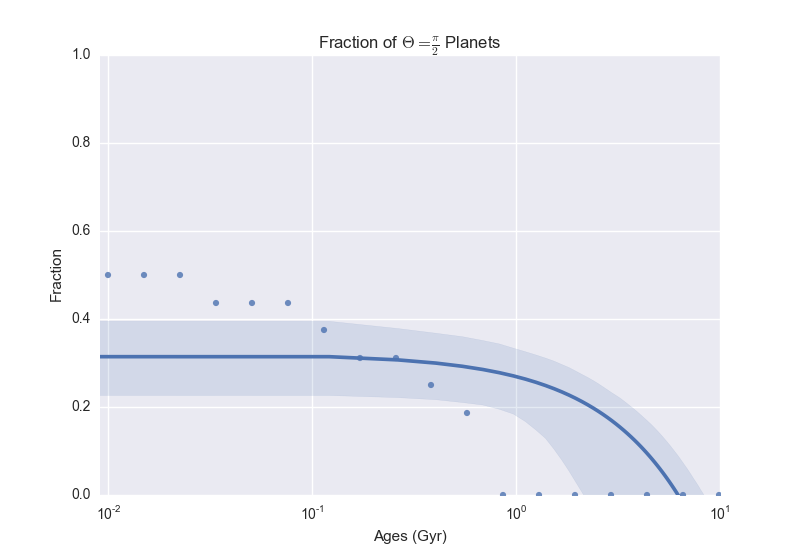 Fraction of Θ = π/2 Planets
1.0
0.8
0.6
0.4
0.2
0.0
Fraction
10⁻² 10⁻¹ 10⁰ 10¹
Ages (Gyr)